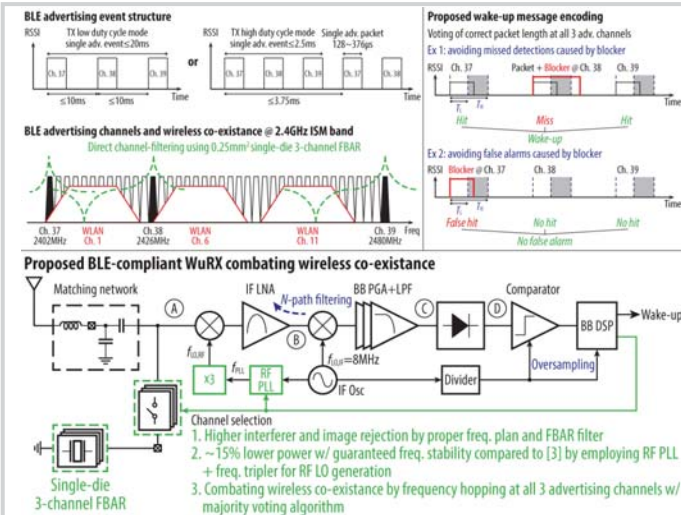 BLE advertising event structure
RSSI
TX low duty cycle mode
single adv. event≤20ms
Ch. 37
Ch. 38
Ch. 39
≤10ms
≤10ms
Time
or
RSSI
TX high duty cycle mode
single adv. event≤2.5ms
Single adv. packet
128~376μs
Ch. 37
Ch. 38
≤3.75ms
Time
BLE advertising channels and wireless co-existance @ 2.4GHz ISM band
Direct channel-filtering using 0.25mm² single-die 3-channel FBAR
Ch. 37
2402MHz
WLAN
Ch. 1
Ch. 38
2426MHz
WLAN
Ch. 6
WLAN
Ch. 11
Ch. 39
2480MHz
Freq
Proposed wake-up message encoding
Voting of correct packet length at all 3 adv. channels
Ex 1: avoiding missed detections caused by blocker
RSSI
Ch. 37
Packet + Blocker @ Ch. 38
Ch. 39
Time
Hit
Miss
Hit
Wake-up
Ex 2: avoiding false alarms caused by blocker
RSSI
Blocker @ Ch. 37
Ch. 38
Ch. 39
Time
False hit
No hit
No hit
No false alarm
Proposed BLE-compliant WuRX combating wireless co-existance
Matching network
A
IF LNA
N-path filtering
B
BB PGA+LPF
C
D
Comparator
BB DSP
Wake-up
fLO,RF
x3
fPLL
RF
PLL
fLO,IF=8MHz
IF Osc
Divider
Oversampling
Channel selection
Single-die
3-channel FBAR
1. Higher interferer and image rejection by proper freq. plan and FBAR filter
2. ~15% lower power w/ guaranteed freq. stability compared to [3] by employing RF PLL
+ freq. tripler for RF LO generation
3. Combating wireless co-existance by frequency hopping at all 3 advertising channels w/
majority voting algorithm